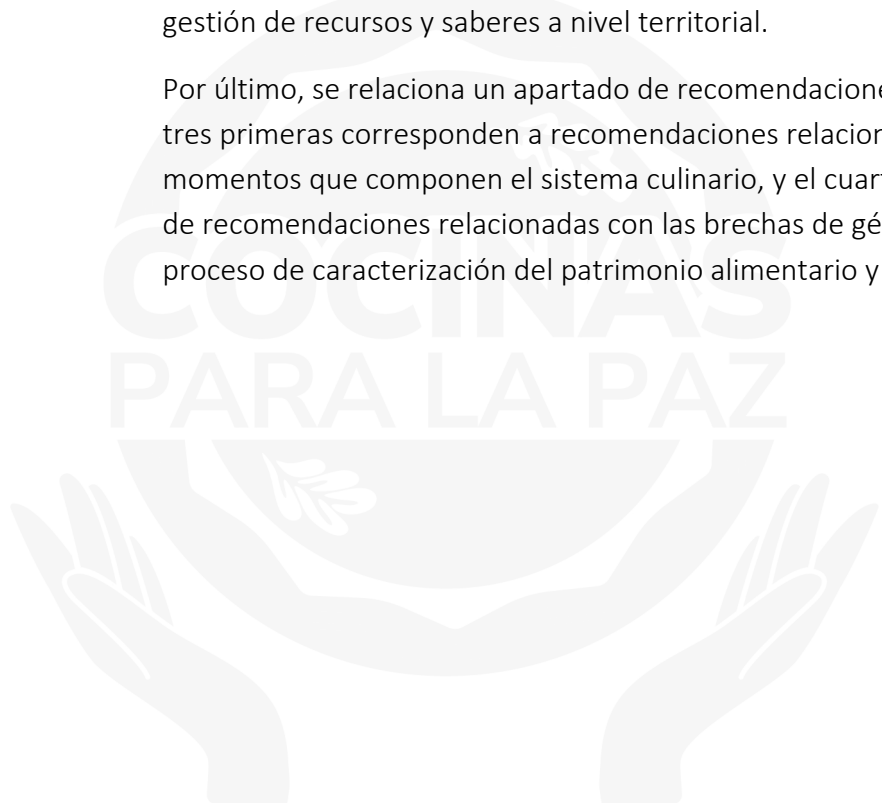 gestión de recursos y saberes a nivel territorial.
Por último, se relaciona un apartado de recomendacione
tres primeras corresponden a recomendaciones relacion
momentos que componen el sistema culinario, y el cuart
de recomendaciones relacionadas con las brechas de gé
proceso de caracterización del patrimonio alimentario y
COCINAS
PARA LA PAZ